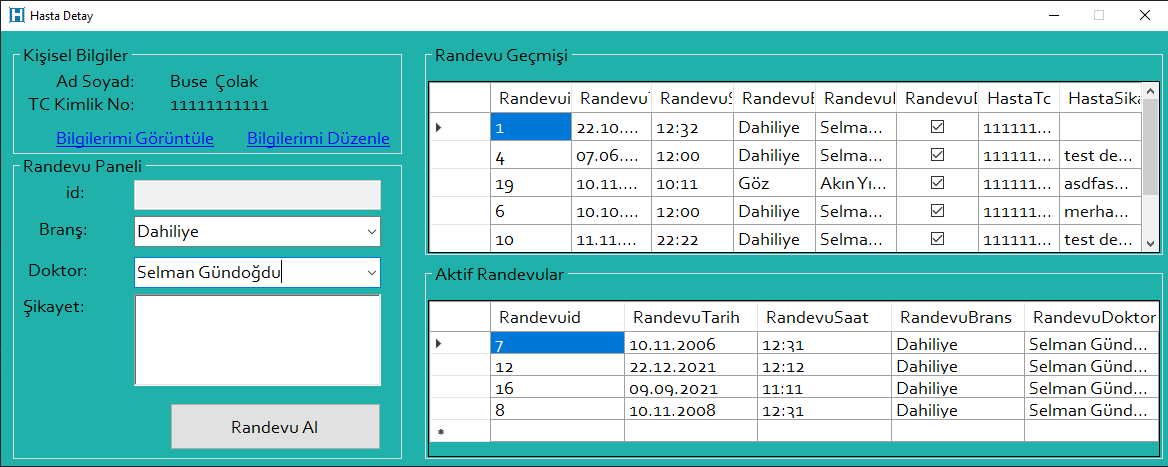 Hasta Detay
Kişisel Bilgiler
Ad Soyad: Buse Çolak
TC Kimlik No: 11111111111
Bilgilerimi Görüntüle Bilgilerimi Düzenle
Randevu Paneli
id:
Branş: Dahiliye
Doktor: Selman Gündoğdu
Şikayet:
Randevu Al
Randevu Geçmişi
Randevui Randevu RandevuS RandevuB Randevu Randevu HastaTc HastaSika
1 22.10.... 12:32 Dahiliye Selma... 111111...
4 07.06.... 12:00 Dahiliye Selma... 111111... test de...
19 10.11.... 10:11 Göz Akın Yı... 111111... asdfas...
6 10.10.... 12:00 Dahiliye Selma... 111111... merha...
10 11.11.... 22:22 Dahiliye Selma... 111111... test de...
Aktif Randevular
Randevuid RandevuTarih RandevuSaat RandevuBrans RandevuDoktor
7 10.11.2006 12:31 Dahiliye Selman Günd...
12 22.12.2021 12:12 Dahiliye Selman Günd...
16 09.09.2021 11:11 Dahiliye Selman Günd...
8 10.11.2008 12:31 Dahiliye Selman Günd...